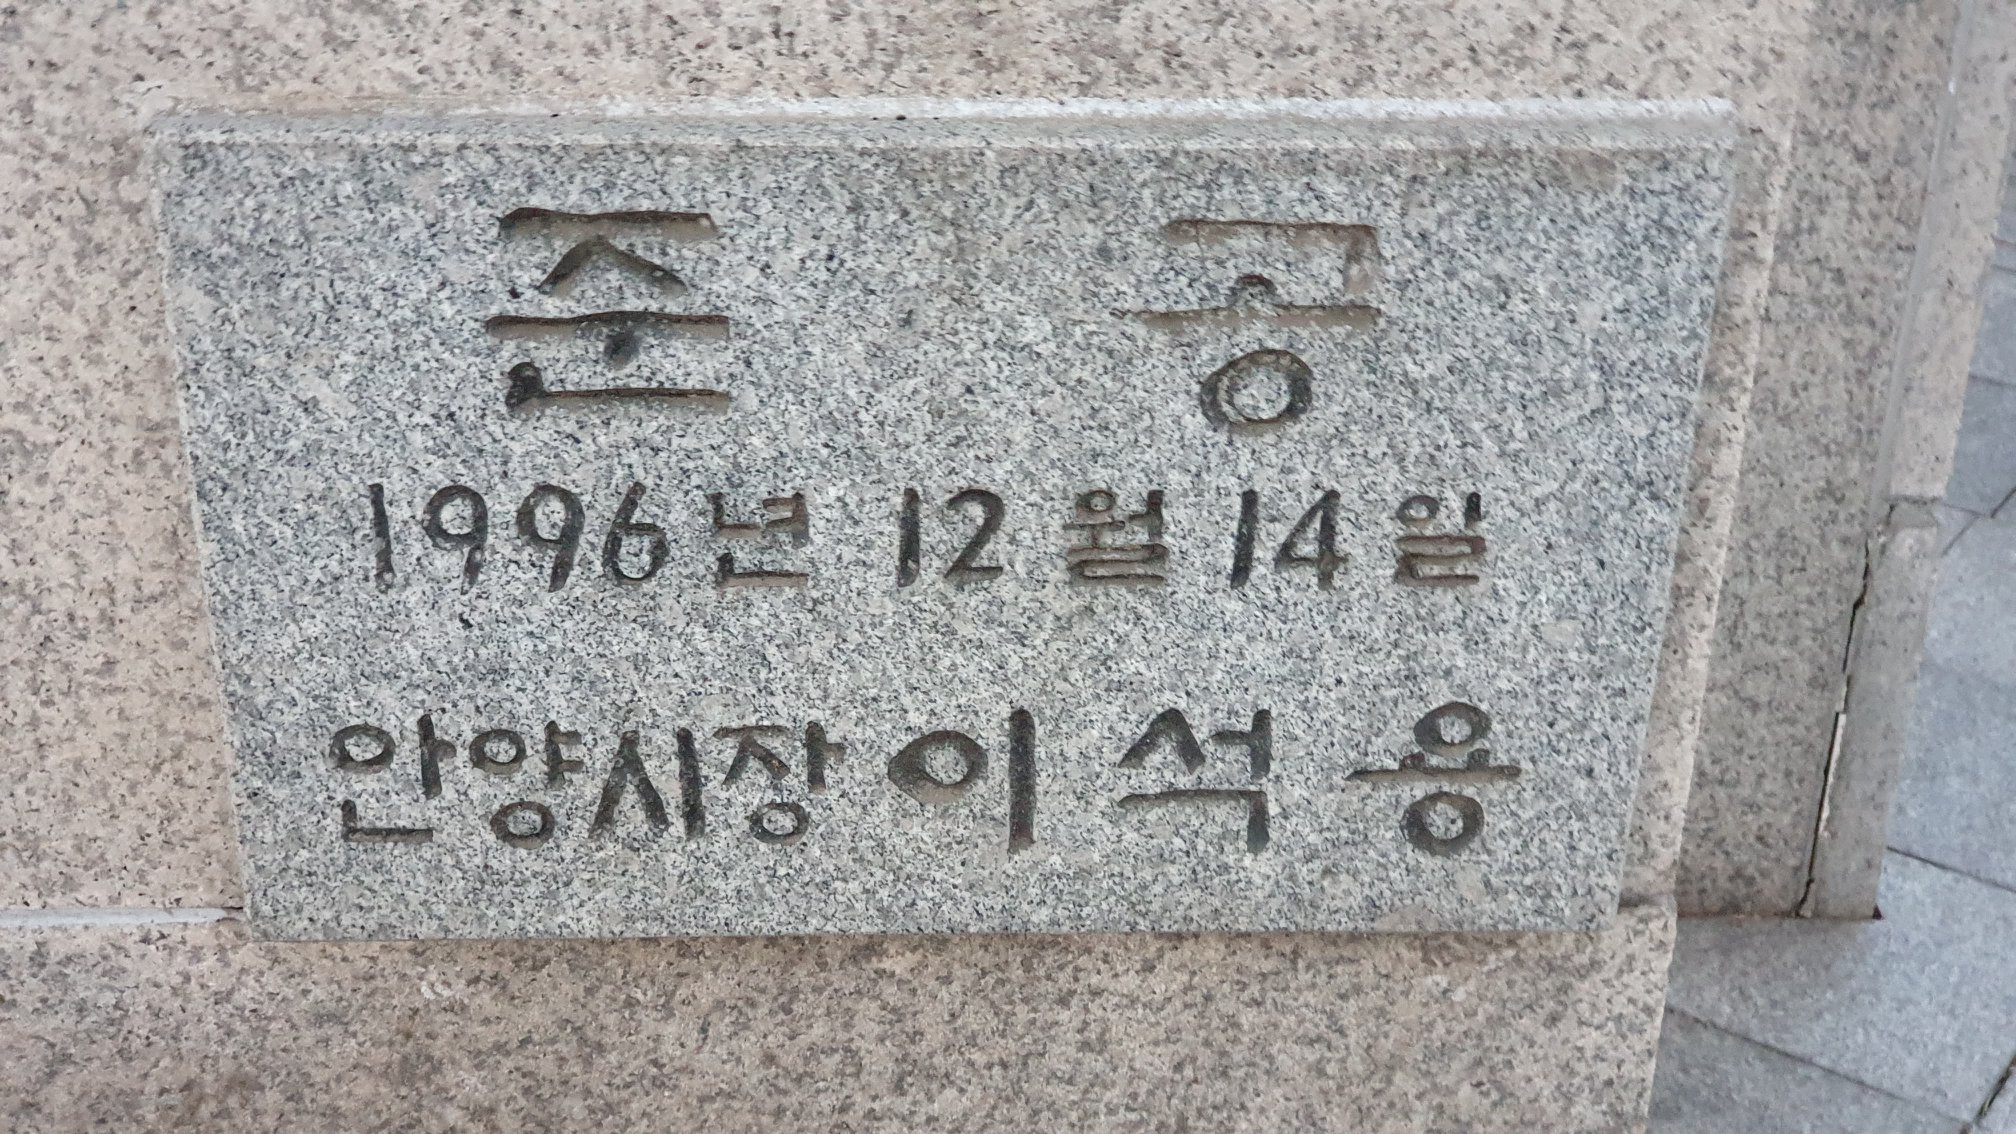 준 공
1996년 12월 14일
안양시장 이석용